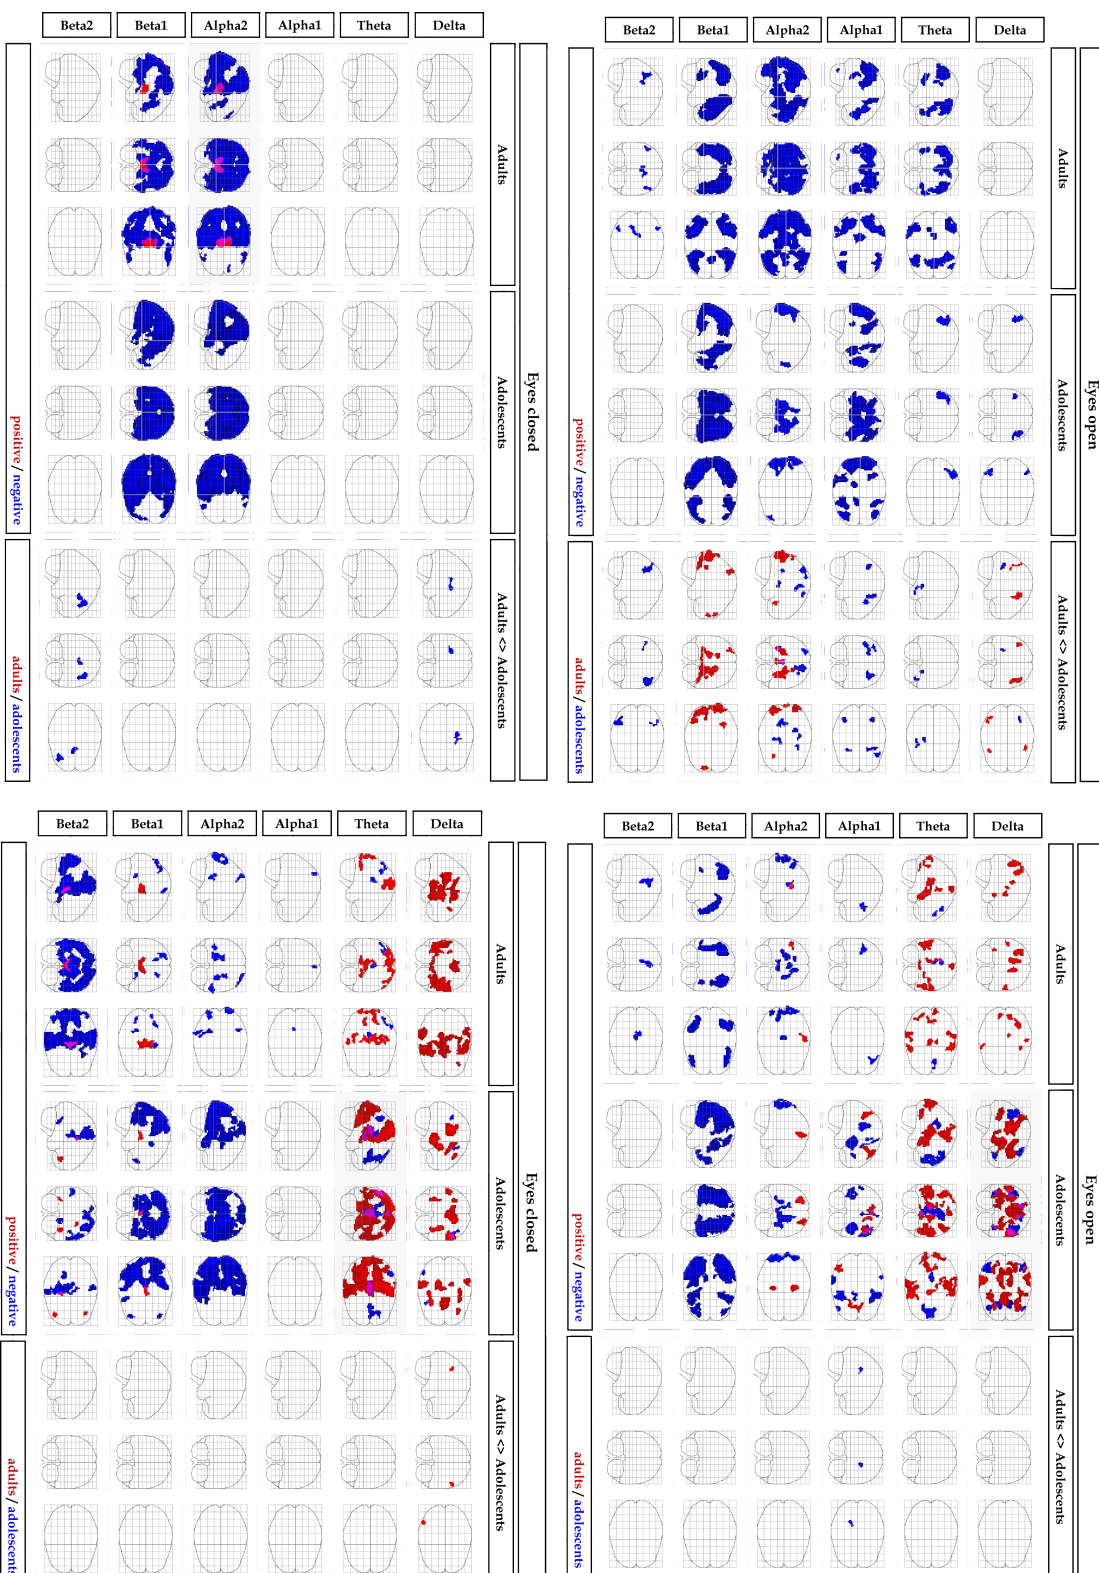 Beta2 Beta1 Alpha2 Alpha1 Theta Delta
Adults
Adolescents
Adults <> Adolescents
Eyes closed
positive / negative
adults / adolescents
Beta2 Beta1 Alpha2 Alpha1 Theta Delta
Adults
Adolescents
Adults <> Adolescents
Eyes open
positive / negative
adults / adolescents
Beta2 Beta1 Alpha2 Alpha1 Theta Delta
Adults
Adolescents
Adults <> Adolescents
Eyes closed
positive / negative
adults / adolescents
Beta2 Beta1 Alpha2 Alpha1 Theta Delta
Adults
Adolescents
Adults <> Adolescents
Eyes open
positive / negative
adults / adolescents